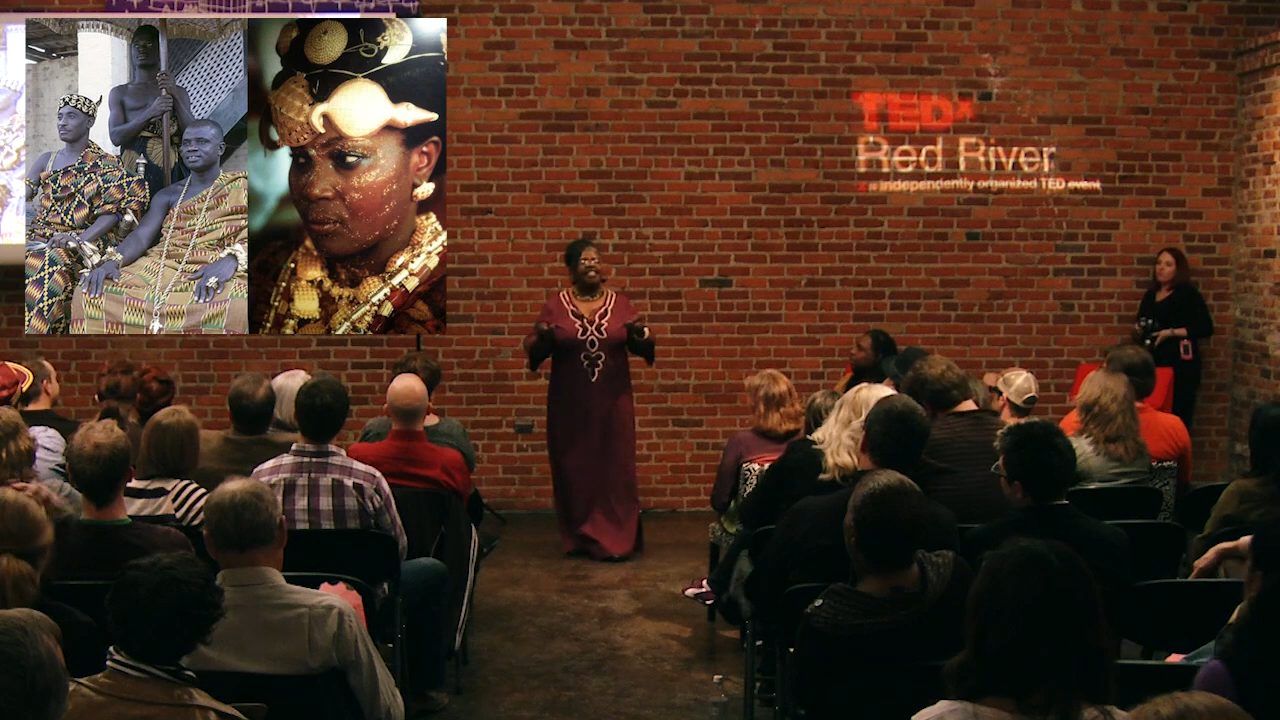 TEDx
Red River
x = independently organized TED event